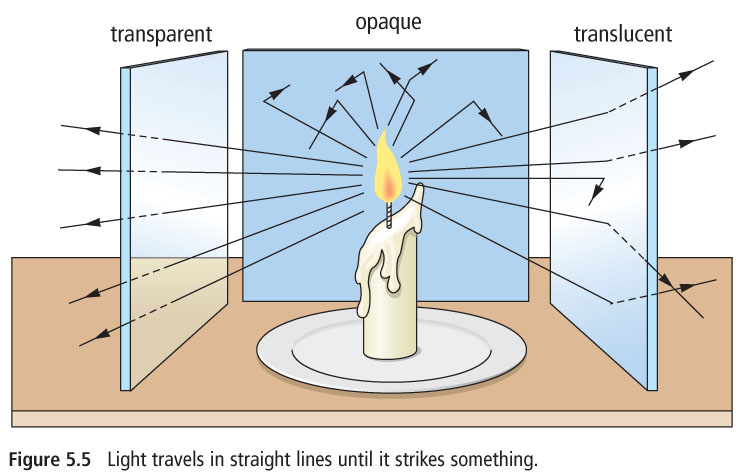 transparent
opaque
translucent
Figure 5.5 Light travels in straight lines until it strikes something.